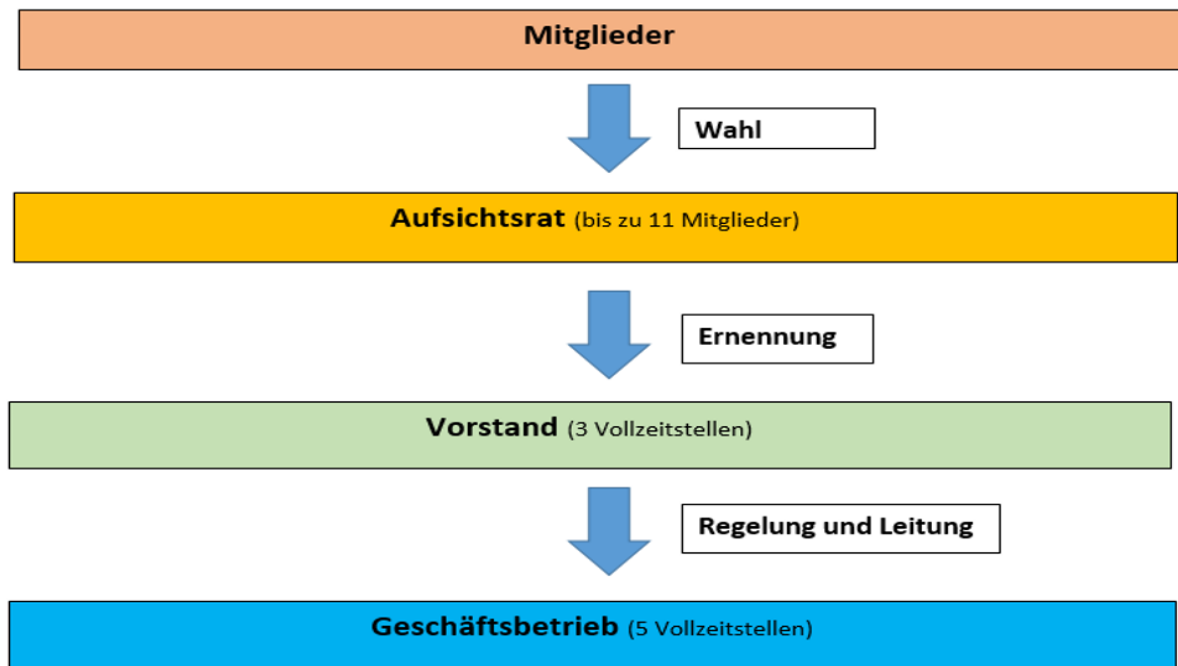 Mitglieder
Wahl
Aufsichtsrat (bis zu 11 Mitglieder)
Ernennung
Vorstand (3 Vollzeitstellen)
Regelung und Leitung
Geschäftsbetrieb (5 Vollzeitstellen)